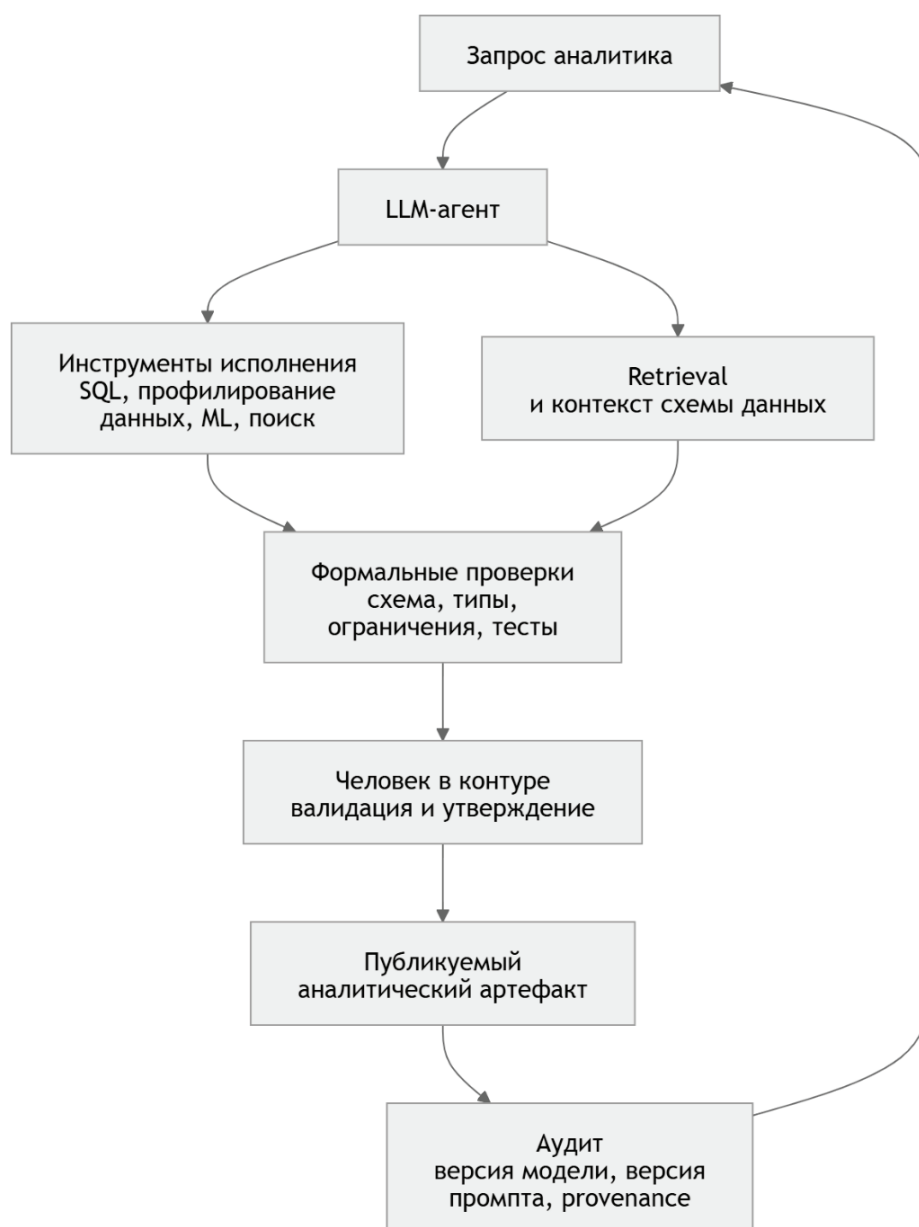 Запрос аналитика
LLM-агент
Инструменты исполнения
SQL, профилирование
данных, ML, поиск
Retrieval
и контекст схемы данных
Формальные проверки
схема, типы,
ограничения, тесты
Человек в контуре
валидация и утверждение
Публикуемый
аналитический артефакт
Аудит
версия модели, версия
промпта, provenance